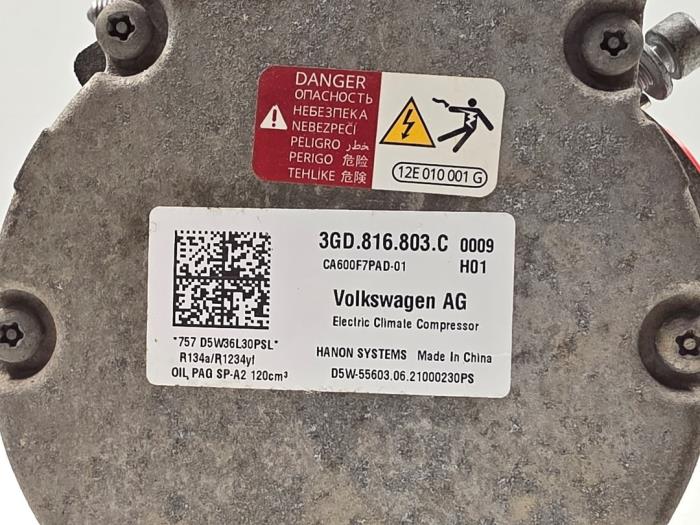 DANGER
ОПАСНОСТЬ
НЕБЕЗПЕКА
NEBEZPEČÍ
PELIGRO خطر
PERIGO 危险
TEHLIKE 危険
12E 010 001 G
3GD.816.803.C 0009
CA600F7PAD-01 H01
Volkswagen AG
Electric Climate Compressor
*757 D5W36L30PSL*
R134a/R1234yf
HANON SYSTEMS Made In China
OIL, PAG SP-A2 120cm³
D5W-55603.06.21000230PS